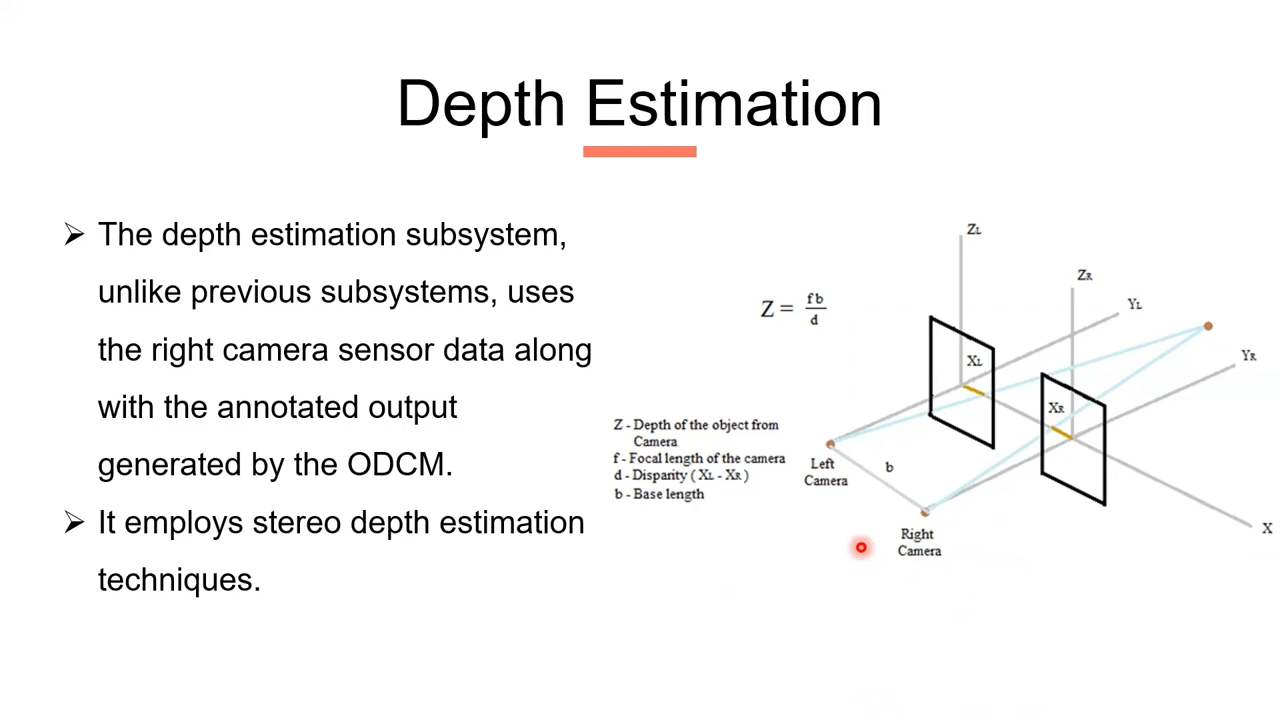 Depth Estimation
➢ The depth estimation subsystem,
unlike previous subsystems, uses
the right camera sensor data along
with the annotated output
generated by the ODCM.
➢ It employs stereo depth estimation
techniques.
Z = fb
d
Z - Depth of the object from
Camera
f - Focal length of the camera
d - Disparity ( XL - XR )
b - Base length
ZL
ZR
YL
YR
XL
XR
X
b
Left
Camera
Right
Camera